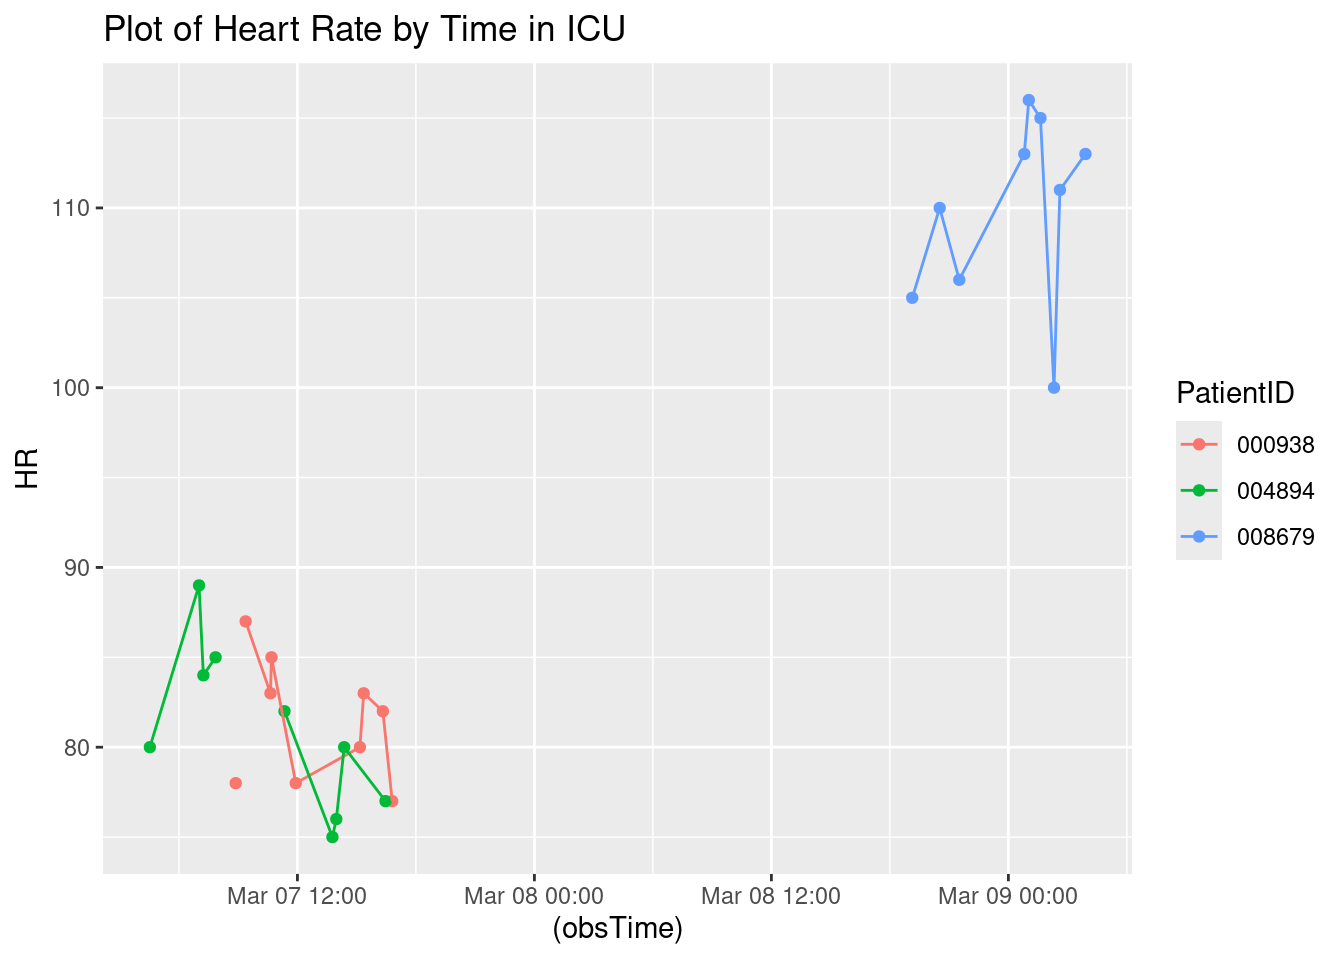 Plot of Heart Rate by Time in ICU
110
100
90
80
HR
Mar 07 12:00
Mar 08 00:00
Mar 08 12:00
Mar 09 00:00
(obsTime)
PatientID
000938
004894
008679